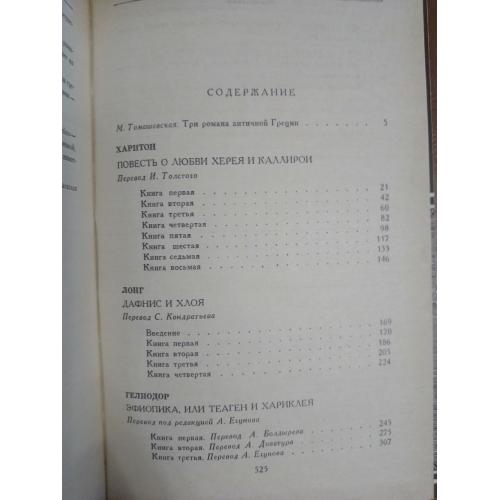 СОДЕРЖАНИЕ
М. Томашевская. Три романа античной Греции . . . . . . . 5
ХАРИТОН
ПОВЕСТЬ О ЛЮБВИ ХЕРЕЯ И КАЛЛИРОИ
Перевод И. Толстого
Книга первая 21
Книга вторая 42
Книга третья 60
Книга четвертая 82
Книга пятая 98
Книга шестая 117
Книга седьмая 133
Книга восьмая 146
ЛОНГ
ДАФНИС И ХЛОЯ
Перевод С. Кондратьева
Введение 169
Книга первая 170
Книга вторая 186
Книга третья 205
Книга четвертая 224
ГЕЛИОДОР
ЭФИОПИКА, ИЛИ ТЕАГЕН И ХАРИКЛЕЯ
Перевод под редакцией А. Егунова
Книга первая. Перевод А. Болдырева 245
Книга вторая. Перевод А. Доватура 275
Книга третья. Перевод А. Егунова 307
525